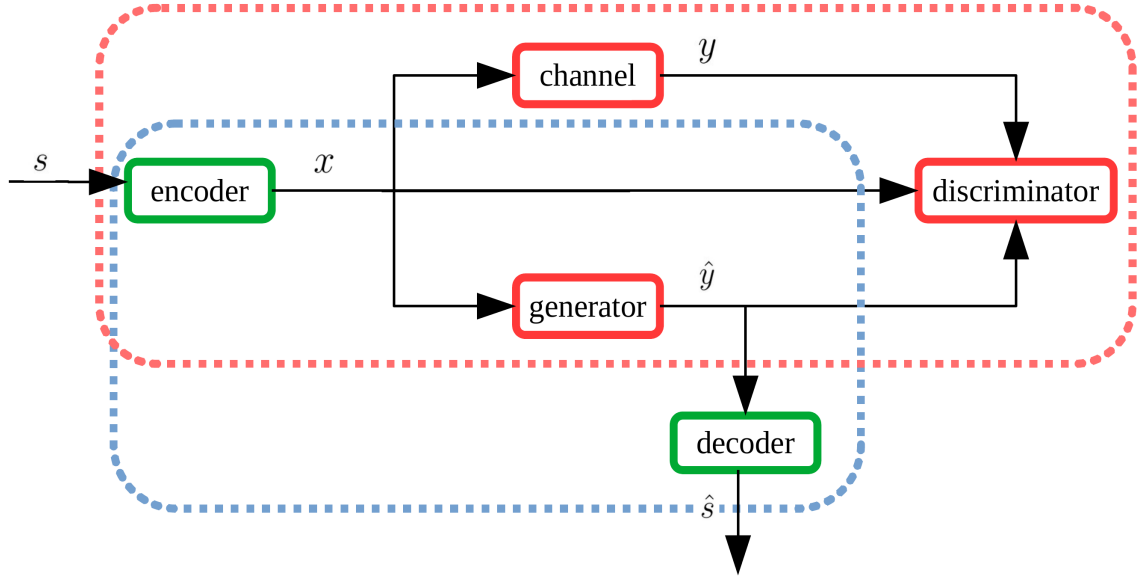 channel
y
s
encoder
x
discriminator
generator
ŷ
decoder
ŝ